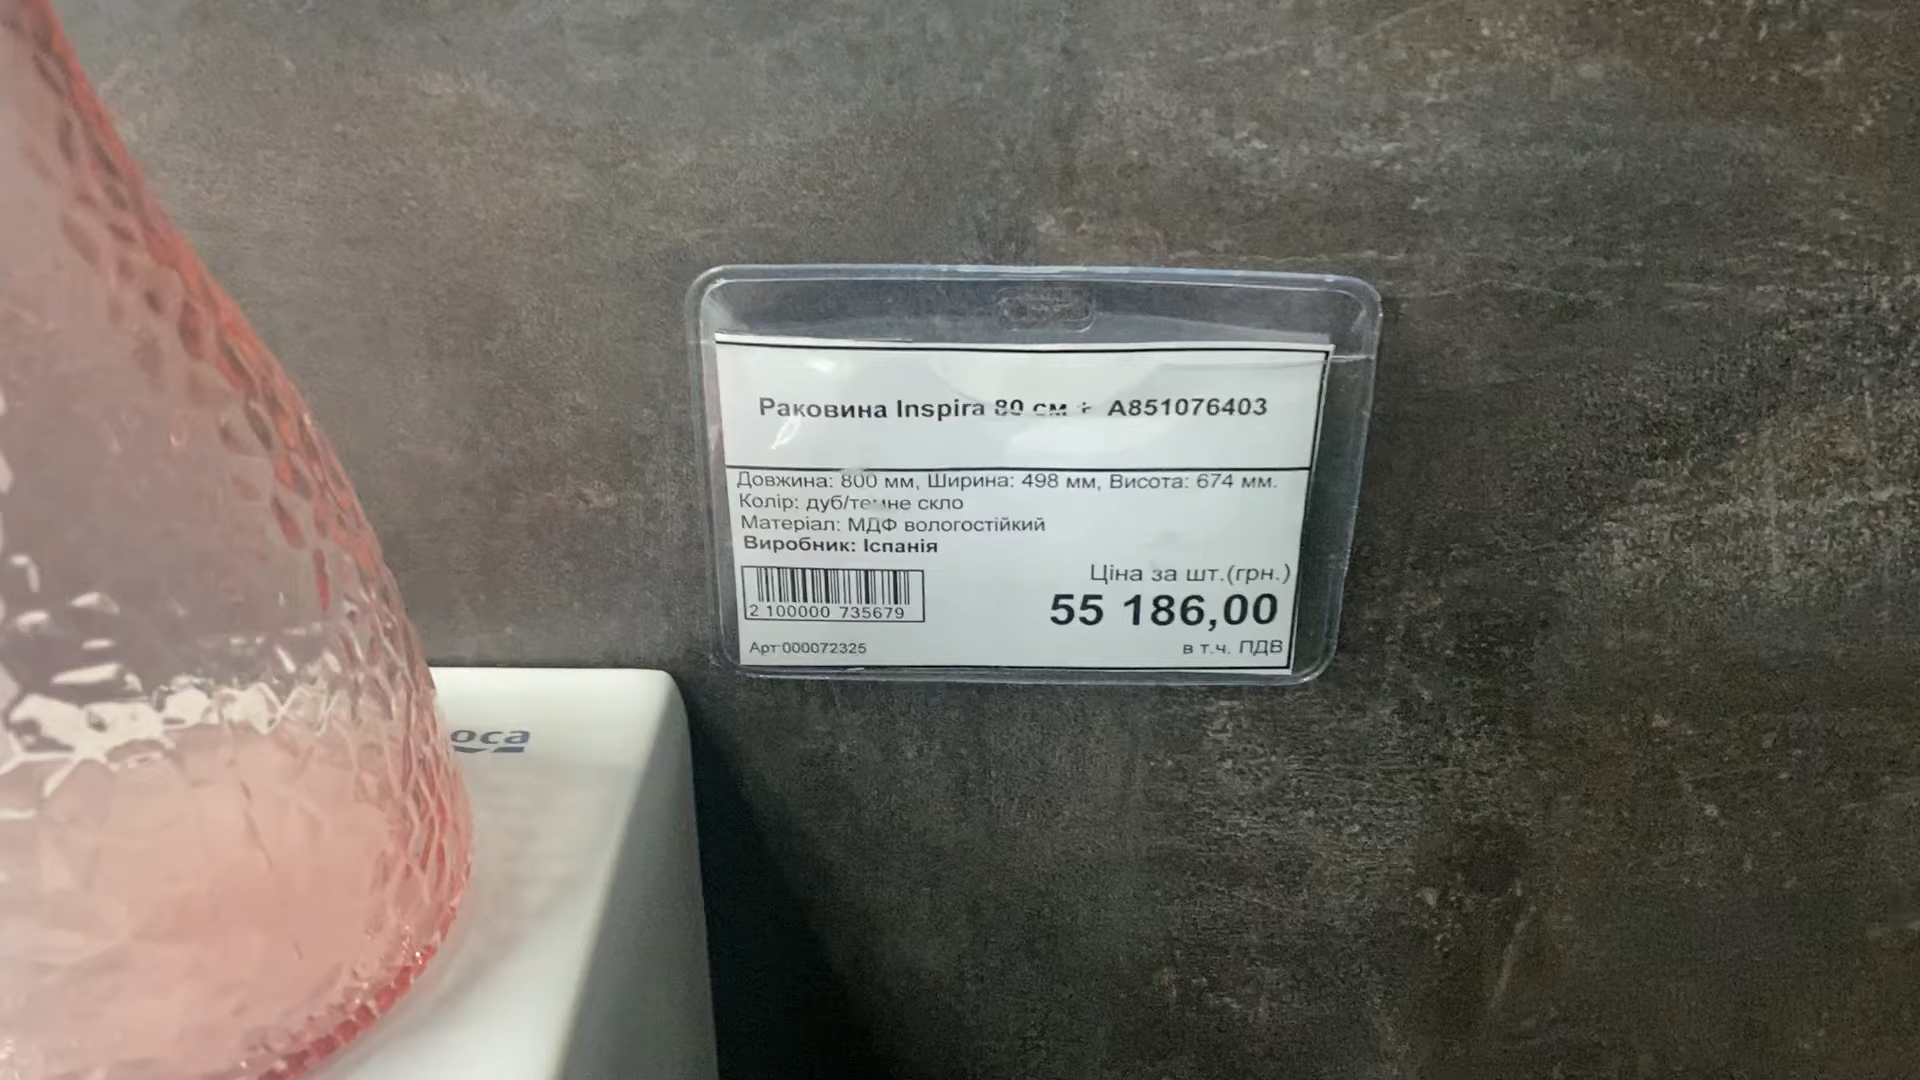 Раковина Inspira 80 см + A851076403
Довжина: 800 мм, Ширина: 498 мм, Висота: 674 мм.
Колір: дуб/темне скло
Матеріал: МДФ вологостійкий
Виробник: Іспанія
Ціна за шт.(грн.)
55 186,00
2 100000 735679
Арт 000072325
в т.ч. ПДВ
oca